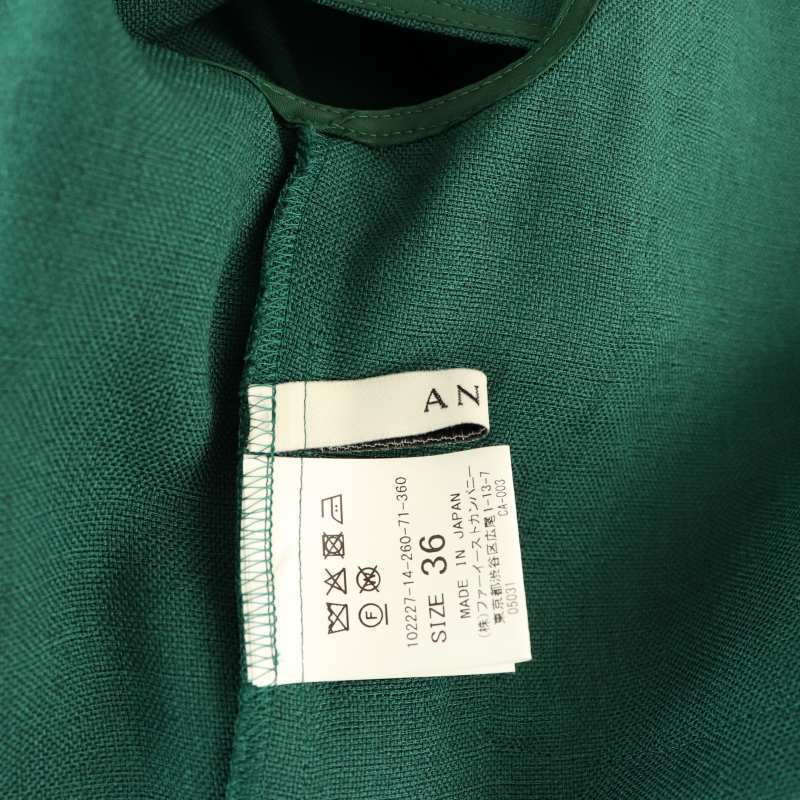 AN
F
W
102227-14-260-71-360
SIZE 36
MADE IN JAPAN
(株)ファーイーストカンパニー
東京都渋谷区広尾1-13-7
05031 CA-003